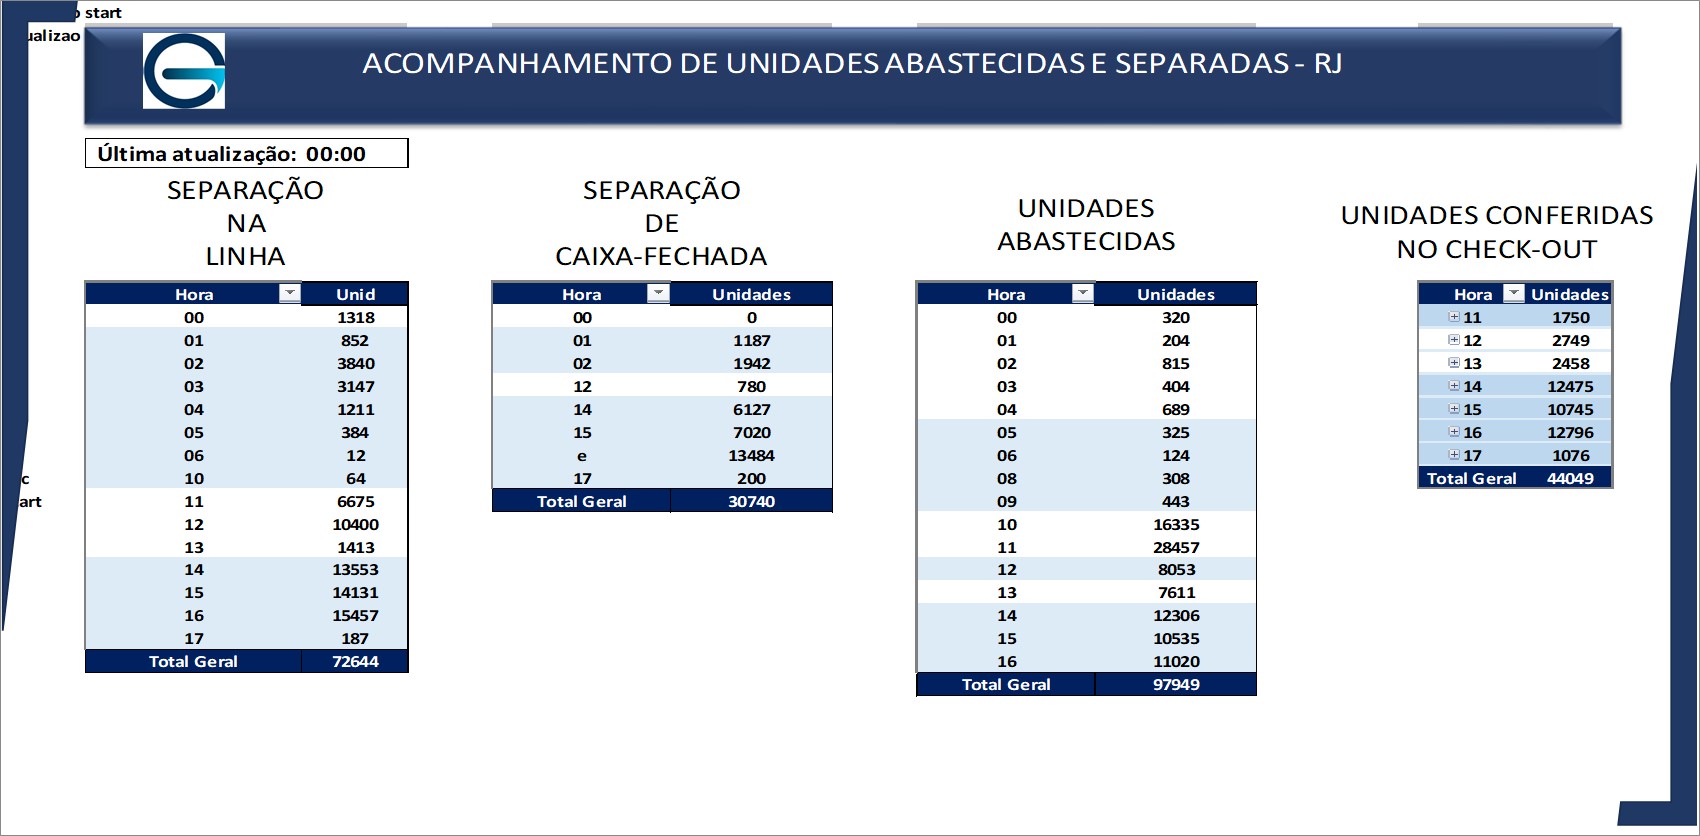 start
ualizao
ACOMPANHAMENTO DE UNIDADES ABASTECIDAS E SEPARADAS - RJ
Última atualização: 00:00
SEPARAÇÃO
NA
LINHA
Hora Unid
00 1318
01 852
02 3840
03 3147
04 1211
05 384
06 12
10 64
11 6675
12 10400
13 1413
14 13553
15 14131
16 15457
17 187
Total Geral 72644
SEPARAÇÃO
DE
CAIXA-FECHADA
Hora Unidades
00 0
01 1187
02 1942
12 780
14 6127
15 7020
e 13484
17 200
Total Geral 30740
UNIDADES
ABASTECIDAS
Hora Unidades
00 320
01 204
02 815
03 404
04 689
05 325
06 124
08 308
09 443
10 16335
11 28457
12 8053
13 7611
14 12306
15 10535
16 11020
Total Geral 97949
UNIDADES CONFERIDAS
NO CHECK-OUT
Hora Unidades
11 1750
12 2749
13 2458
14 12475
15 10745
16 12796
17 1076
Total Geral 44049
c
art